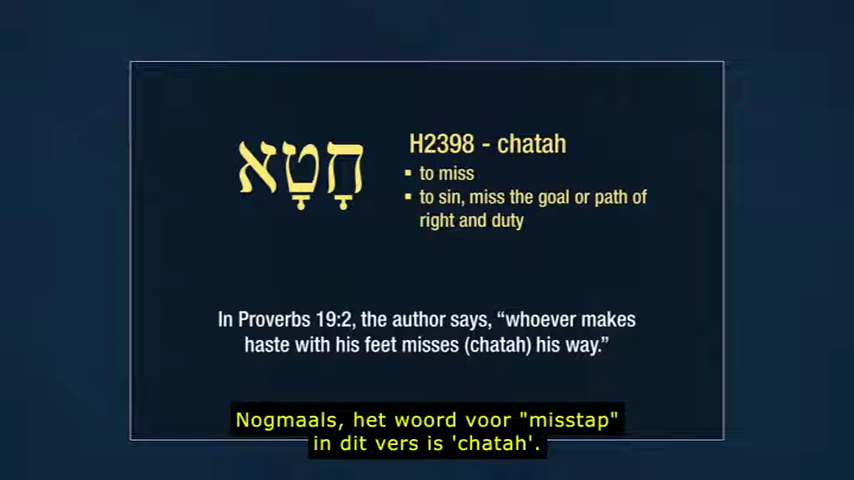 חָטָא
H2398 - chatah
▪ to miss
▪ to sin, miss the goal or path of
right and duty
In Proverbs 19:2, the author says, “whoever makes
haste with his feet misses (chatah) his way.”
Nogmaals, het woord voor "misstap"
in dit vers is 'chatah'.